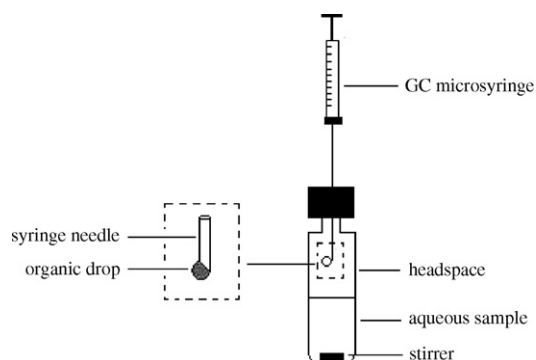 GC microsyringe
syringe needle
organic drop
headspace
aqueous sample
stirrer